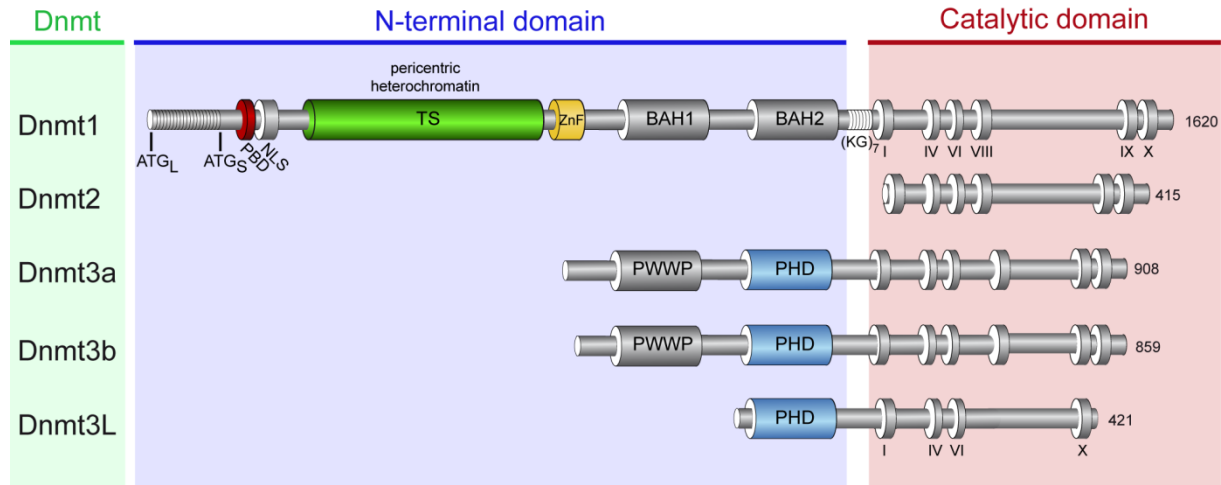 Dnmt
N-terminal domain
Catalytic domain
pericentric
heterochromatin
Dnmt1
TS
ZnF
BAH1
BAH2
1620
ATGL
ATGS
PBD
NLS
(KG)7
I
IV
VI
VIII
IX
X
Dnmt2
415
Dnmt3a
PWWP
PHD
908
Dnmt3b
PWWP
PHD
859
Dnmt3L
PHD
421
I
IV
VI
X